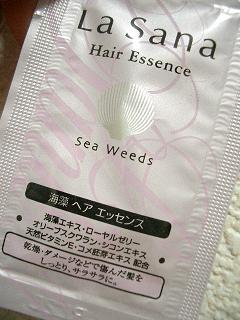 La Sana
Hair Essence
Sea Weeds
海藻 ヘア エッセンス
海藻エキス・ローヤルゼリー
オリーブスクワラン・シコンエキス
天然ビタミンE・コメ胚芽エキス 配合
乾燥・ダメージなどで傷んだ髪を
しっとり、サラサラに。